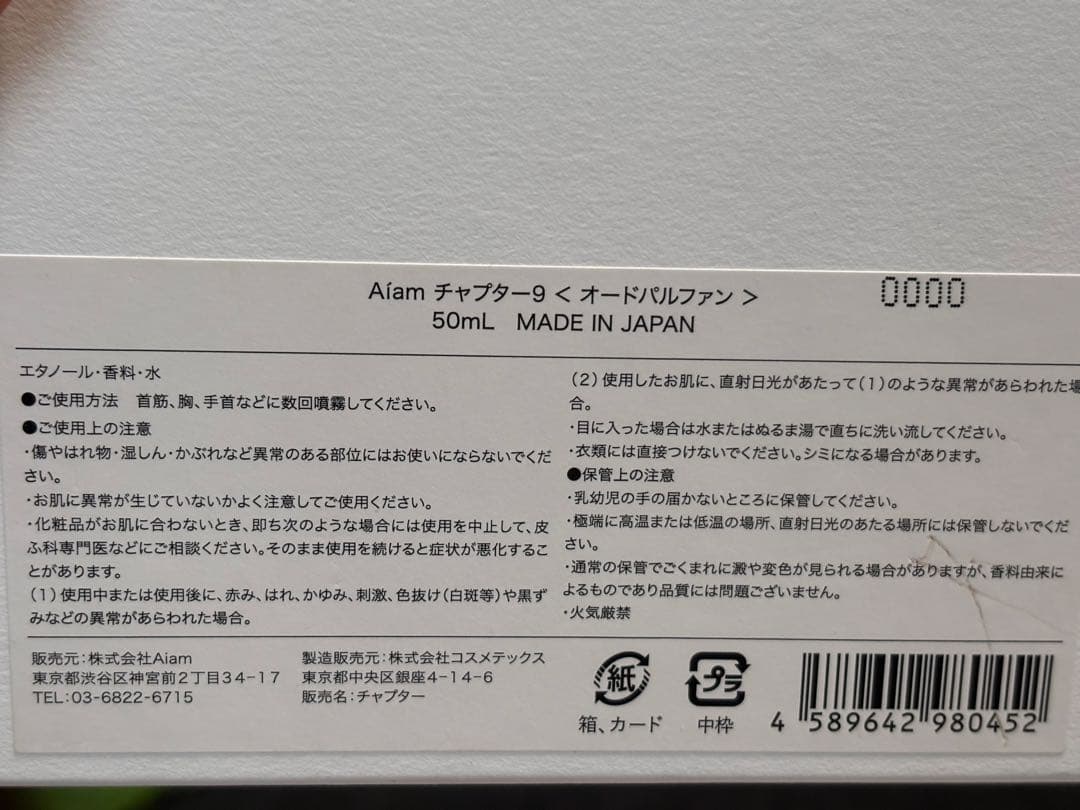 Aíam チャプター9 < オードパルファン >
0000
50mL MADE IN JAPAN
エタノール・香料・水
●ご使用方法 首筋、胸、手首などに数回噴霧してください。
●ご使用上の注意
・傷やはれ物・湿しん・かぶれなど異常のある部位にはお使いにならないでくだ
さい。
・お肌に異常が生じていないかよく注意してご使用ください。
・化粧品がお肌に合わないとき、即ち次のような場合には使用を中止して、皮
ふ科専門医などにご相談ください。そのまま使用を続けると症状が悪化するこ
とがあります。
(1)使用中または使用後に、赤み、はれ、かゆみ、刺激、色抜け(白斑等)や黒ず
みなどの異常があらわれた場合。
(2)使用したお肌に、直射日光があたって(1)のような異常があらわれた場
合。
・目に入った場合は水またはぬるま湯で直ちに洗い流してください。
・衣類には直接つけないでください。シミになる場合があります。
●保管上の注意
・乳幼児の手の届かないところに保管してください。
・極端に高温または低温の場所、直射日光のあたる場所には保管しないでくだ
さい。
・通常の保管でごくまれに澱や変色が見られる場合がありますが、香料由来に
よるものであり品質には問題ございません。
・火気厳禁
販売元:株式会社Aiam
東京都渋谷区神宮前2丁目34-17
TEL:03-6822-6715
製造販売元:株式会社コスメテックス
東京都中央区銀座4-14-6
販売名:チャプター
紙
箱、カード
プラ
中枠
4 589642 980452